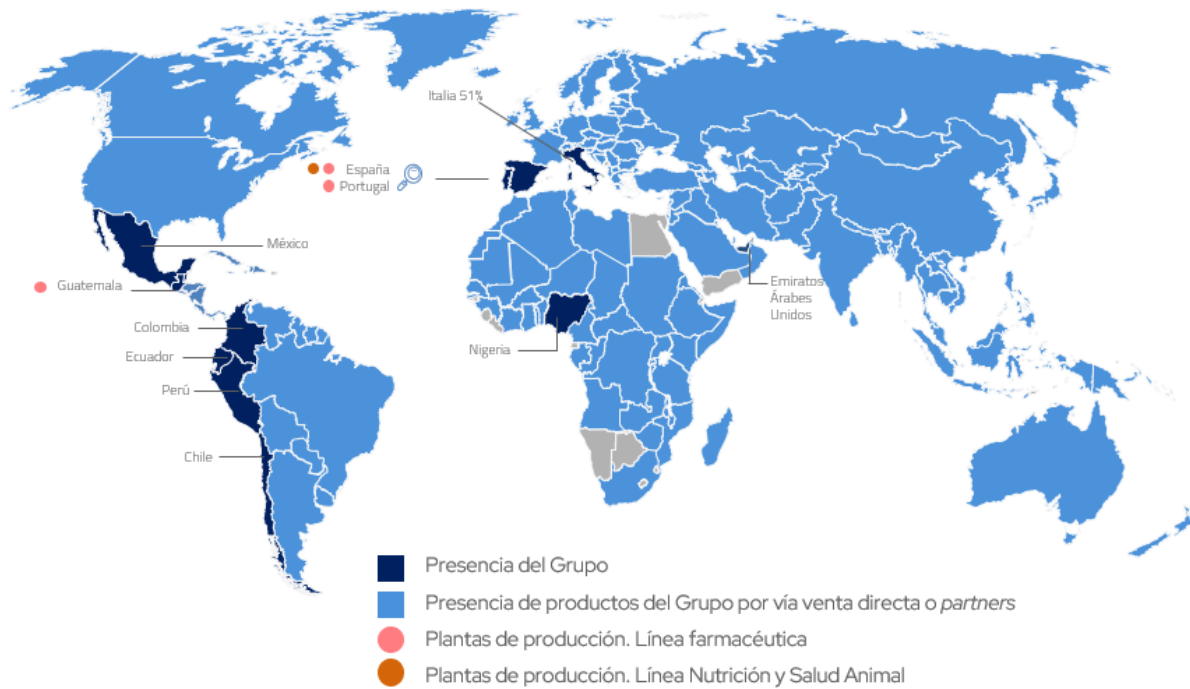 Italia 51%
España
Portugal
México
Guatemala
Colombia
Ecuador
Perú
Chile
Nigeria
Emiratos
Árabes
Unidos
Presencia del Grupo
Presencia de productos del Grupo por vía venta directa o partners
Plantas de producción. Línea farmacéutica
Plantas de producción. Línea Nutrición y Salud Animal